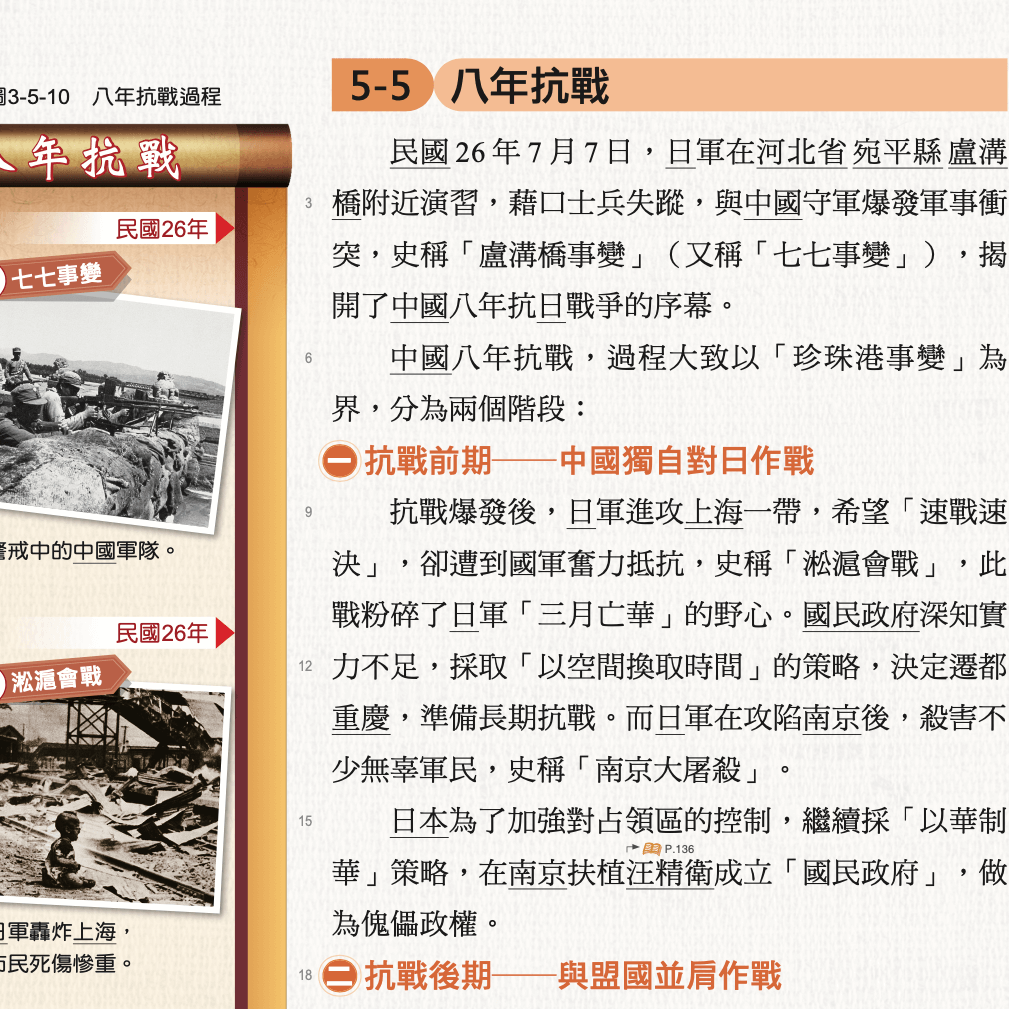 3-5-10 八年抗戰過程
年抗戰
民國26年
七七事變
戒中的中國軍隊。
民國26年
淞滬會戰
軍轟炸上海，
民死傷慘重。
5-5 八年抗戰
民國26年7月7日，日軍在河北省宛平縣盧溝
3 橋附近演習，藉口士兵失蹤，與中國守軍爆發軍事衝
突，史稱「盧溝橋事變」（又稱「七七事變」），揭
開了中國八年抗日戰爭的序幕。
6 中國八年抗戰，過程大致以「珍珠港事變」為
界，分為兩個階段：
一 抗戰前期——中國獨自對日作戰
9 抗戰爆發後，日軍進攻上海一帶，希望「速戰速
決」，卻遭到國軍奮力抵抗，史稱「淞滬會戰」，此
戰粉碎了日軍「三月亡華」的野心。國民政府深知實
12 力不足，採取「以空間換取時間」的策略，決定遷都
重慶，準備長期抗戰。而日軍在攻陷南京後，殺害不
少無辜軍民，史稱「南京大屠殺」。
15 日本為了加強對占領區的控制，繼續採「以華制
P.136
華」策略，在南京扶植汪精衛成立「國民政府」，做
為傀儡政權。
18 二 抗戰後期——與盟國並肩作戰